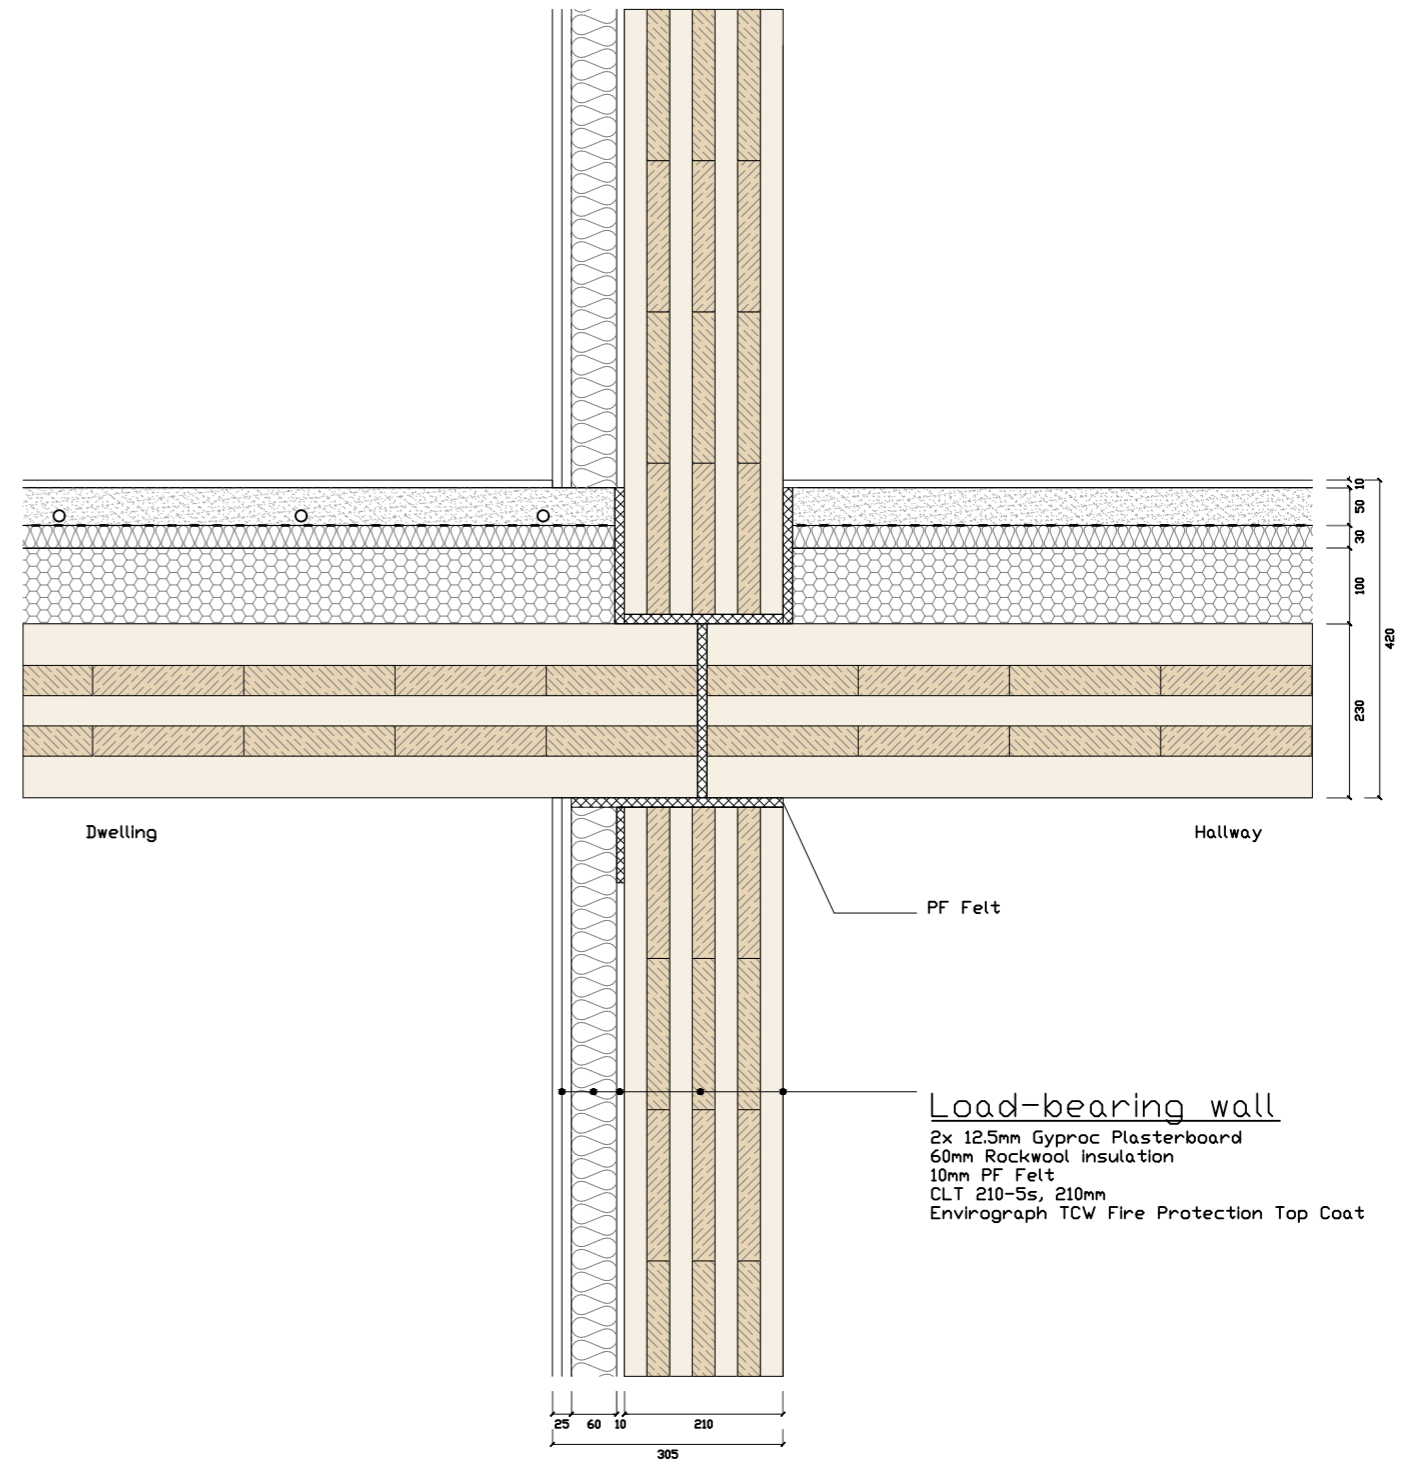 10
50
30
100
420
230
Dwelling
Hallway
PF Felt
Load-bearing wall
2x 12.5mm Gyproc Plasterboard
60mm Rockwool insulation
10mm PF Felt
CLT 210-5s, 210mm
Envirograph TCW Fire Protection Top Coat
25 60 10 210
305